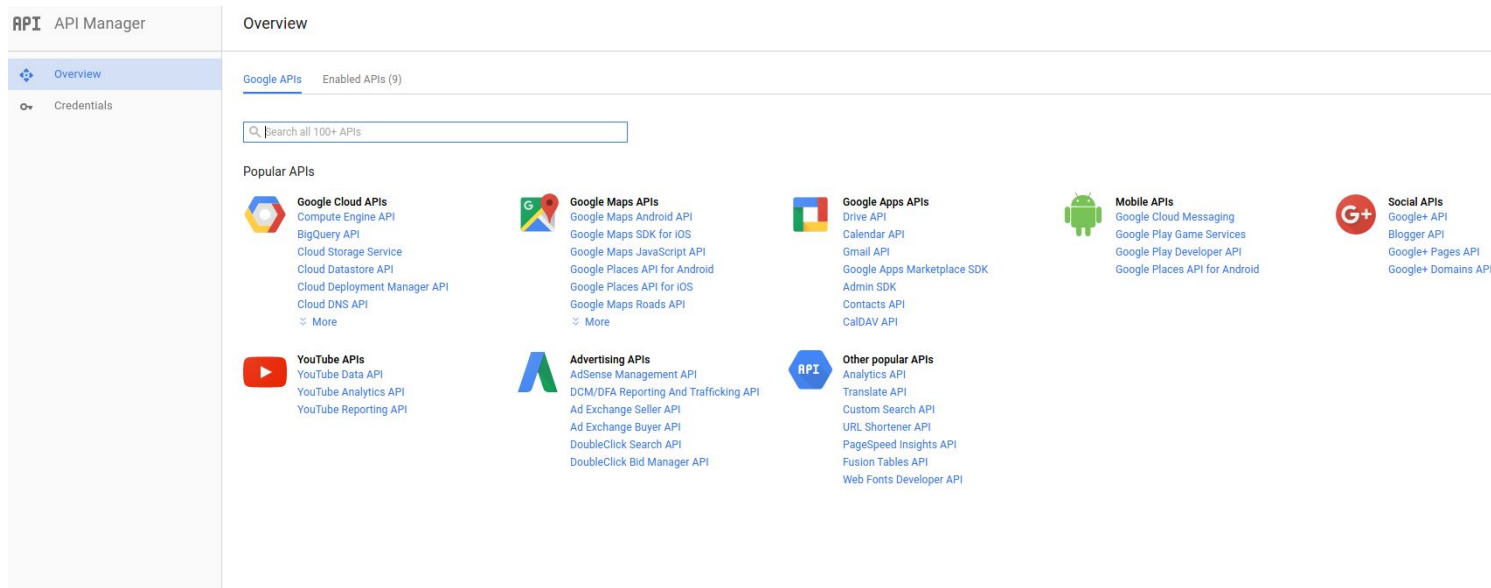 API API Manager
Overview
Overview
Credentials
Google APIs Enabled APIs (9)
Search all 100+ APIs
Popular APIs
Google Cloud APIs
Compute Engine API
BigQuery API
Cloud Storage Service
Cloud Datastore API
Cloud Deployment Manager API
Cloud DNS API
More
G
Google Maps APIs
Google Maps Android API
Google Maps SDK for iOS
Google Maps JavaScript API
Google Places API for Android
Google Places API for iOS
Google Maps Roads API
More
Google Apps APIs
Drive API
Calendar API
Gmail API
Google Apps Marketplace SDK
Admin SDK
Contacts API
CalDAV API
Mobile APIs
Google Cloud Messaging
Google Play Game Services
Google Play Developer API
Google Places API for Android
G+
Social APIs
Google+ API
Blogger API
Google+ Pages API
Google+ Domains API
YouTube APIs
YouTube Data API
YouTube Analytics API
YouTube Reporting API
Advertising APIs
AdSense Management API
DCM/DFA Reporting And Trafficking API
Ad Exchange Seller API
Ad Exchange Buyer API
DoubleClick Search API
DoubleClick Bid Manager API
API
Other popular APIs
Analytics API
Translate API
Custom Search API
URL Shortener API
PageSpeed Insights API
Fusion Tables API
Web Fonts Developer API